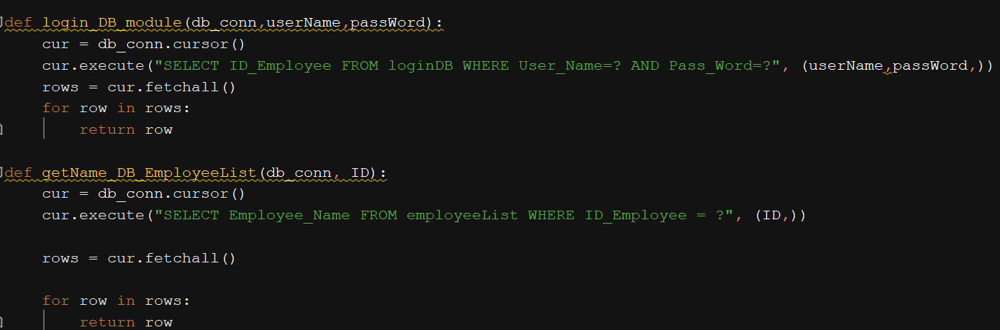 def login_DB_module(db_conn,userName,passWord):
    cur = db_conn.cursor()
    cur.execute("SELECT ID_Employee FROM loginDB WHERE User_Name=? AND Pass_Word=?", (userName,passWord,))
    rows = cur.fetchall()
    for row in rows:
        return row
def getName_DB_EmployeeList(db_conn, ID):
    cur = db_conn.cursor()
    cur.execute("SELECT Employee_Name FROM employeeList WHERE ID_Employee = ?", (ID,))
    rows = cur.fetchall()
    for row in rows:
        return row